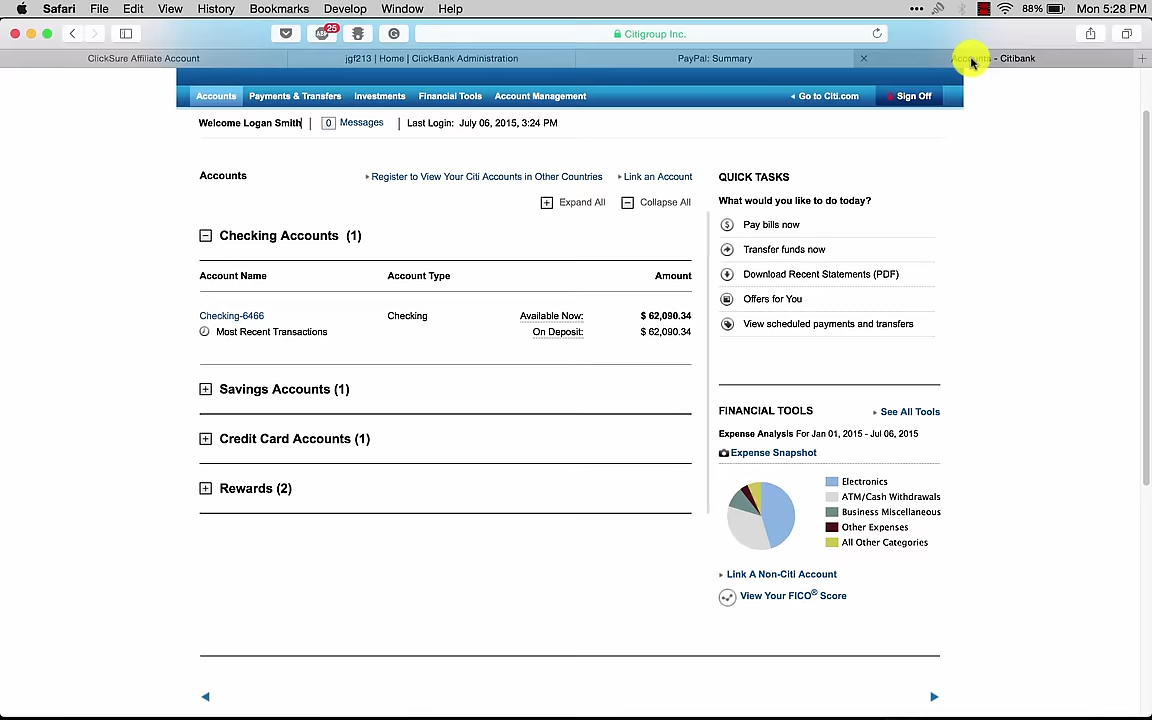 Safari File Edit View History Bookmarks Develop Window Help 88% Mon 5:28 PM
25 Citigroup Inc.
ClickSure Affiliate Account jgf213 | Home | ClickBank Administration PayPal: Summary - Citibank
Accounts Payments & Transfers Investments Financial Tools Account Management Go to Citi.com Sign Off
Welcome Logan Smith | 0 Messages | Last Login: July 06, 2015, 3:24 PM
Accounts Register to View Your Citi Accounts in Other Countries Link an Account
Expand All Collapse All
Checking Accounts (1)
Account Name Account Type Amount
Checking-6466 Checking Available Now: $ 62,090.34
Most Recent Transactions On Deposit: $ 62,090.34
Savings Accounts (1)
Credit Card Accounts (1)
Rewards (2)
QUICK TASKS
What would you like to do today?
Pay bills now
Transfer funds now
Download Recent Statements (PDF)
Offers for You
View scheduled payments and transfers
FINANCIAL TOOLS See All Tools
Expense Analysis For Jan 01, 2015 - Jul 06, 2015
Expense Snapshot
Electronics
ATM/Cash Withdrawals
Business Miscellaneous
Other Expenses
All Other Categories
Link A Non-Citi Account
View Your FICO® Score